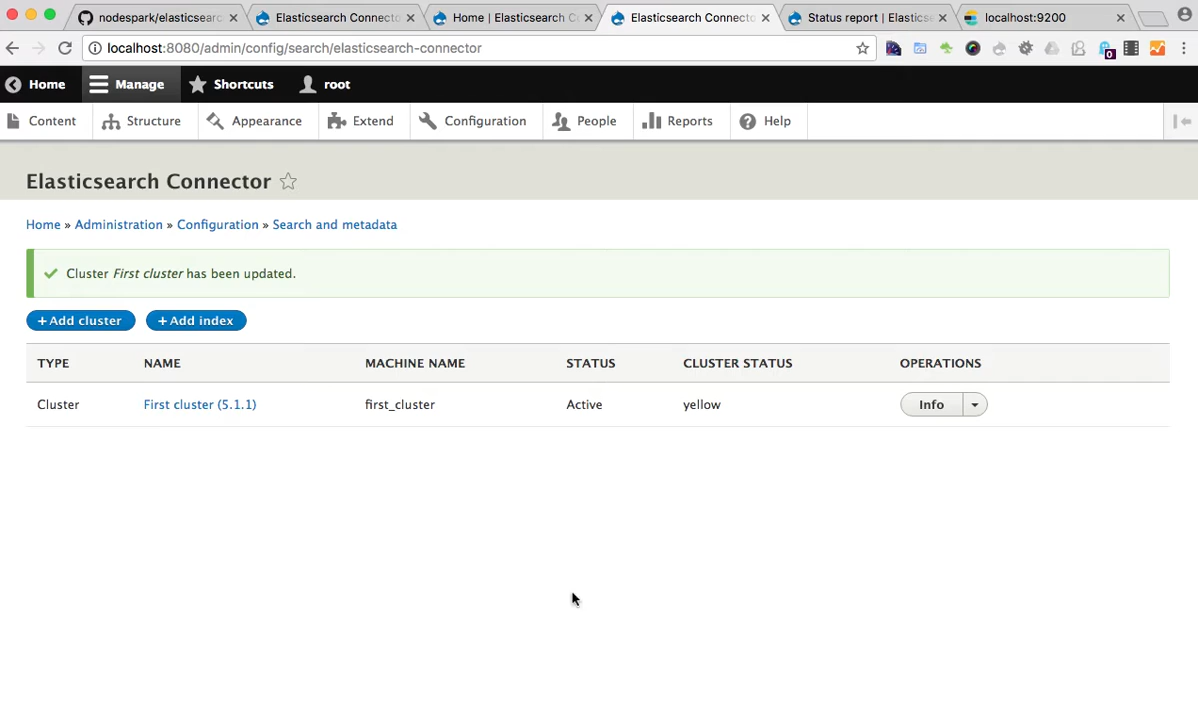 nodespark/elasticsearc
Elasticsearch Connecto
Home | Elasticsearch C
Elasticsearch Connecto
Status report | Elasticse
localhost:9200
localhost:8080/admin/config/search/elasticsearch-connector
0
Home
Manage
Shortcuts
root
Content
Structure
Appearance
Extend
Configuration
People
Reports
Help
Elasticsearch Connector
Home » Administration » Configuration » Search and metadata
Cluster First cluster has been updated.
+ Add cluster
+ Add index
TYPE NAME MACHINE NAME STATUS CLUSTER STATUS OPERATIONS
Cluster First cluster (5.1.1) first_cluster Active yellow Info